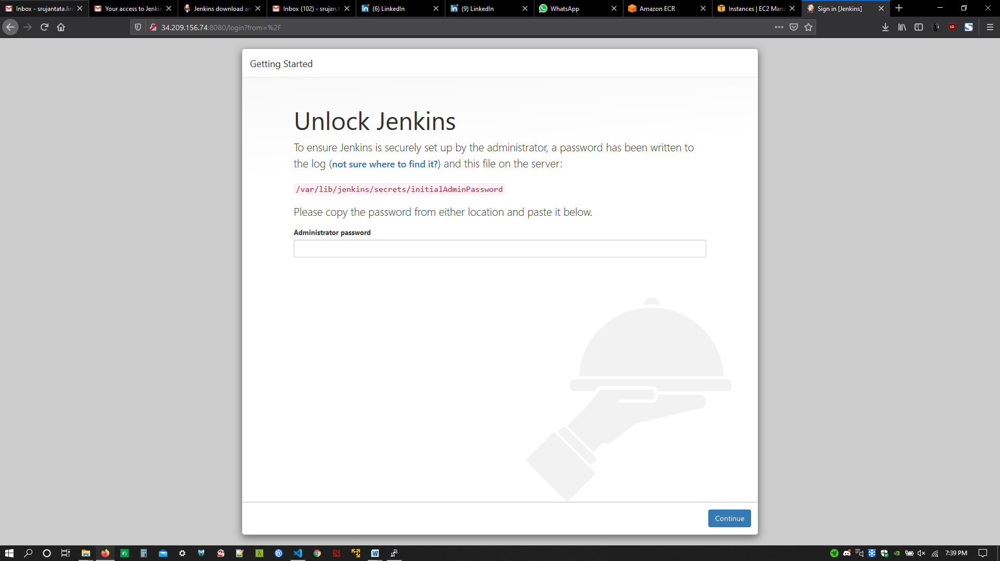 Inbox - srujantata.lin
Your access to Jenkin
Jenkins download an
Inbox (102) - srujan.t
(6) LinkedIn
(9) LinkedIn
WhatsApp
Amazon ECR
Instances | EC2 Mana
Sign in [Jenkins]
34.209.156.74:8080/login?from=%2F
Getting Started
Unlock Jenkins
To ensure Jenkins is securely set up by the administrator, a password has been written to
the log (not sure where to find it?) and this file on the server:
/var/lib/jenkins/secrets/initialAdminPassword
Please copy the password from either location and paste it below.
Administrator password
Continue
7:39 PM